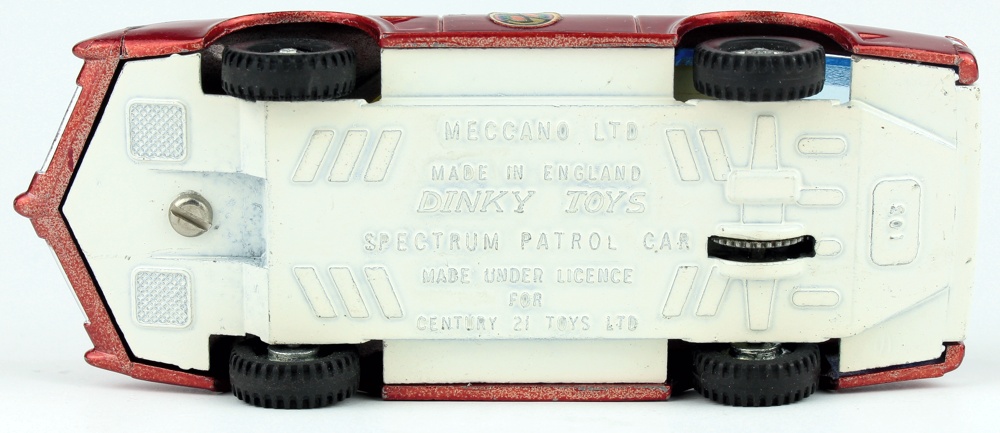 MECCANO LTD
MADE IN ENGLAND
DINKY TOYS
SPECTRUM PATROL CAR
MADE UNDER LICENCE
FOR
CENTURY 21 TOYS LTD
103